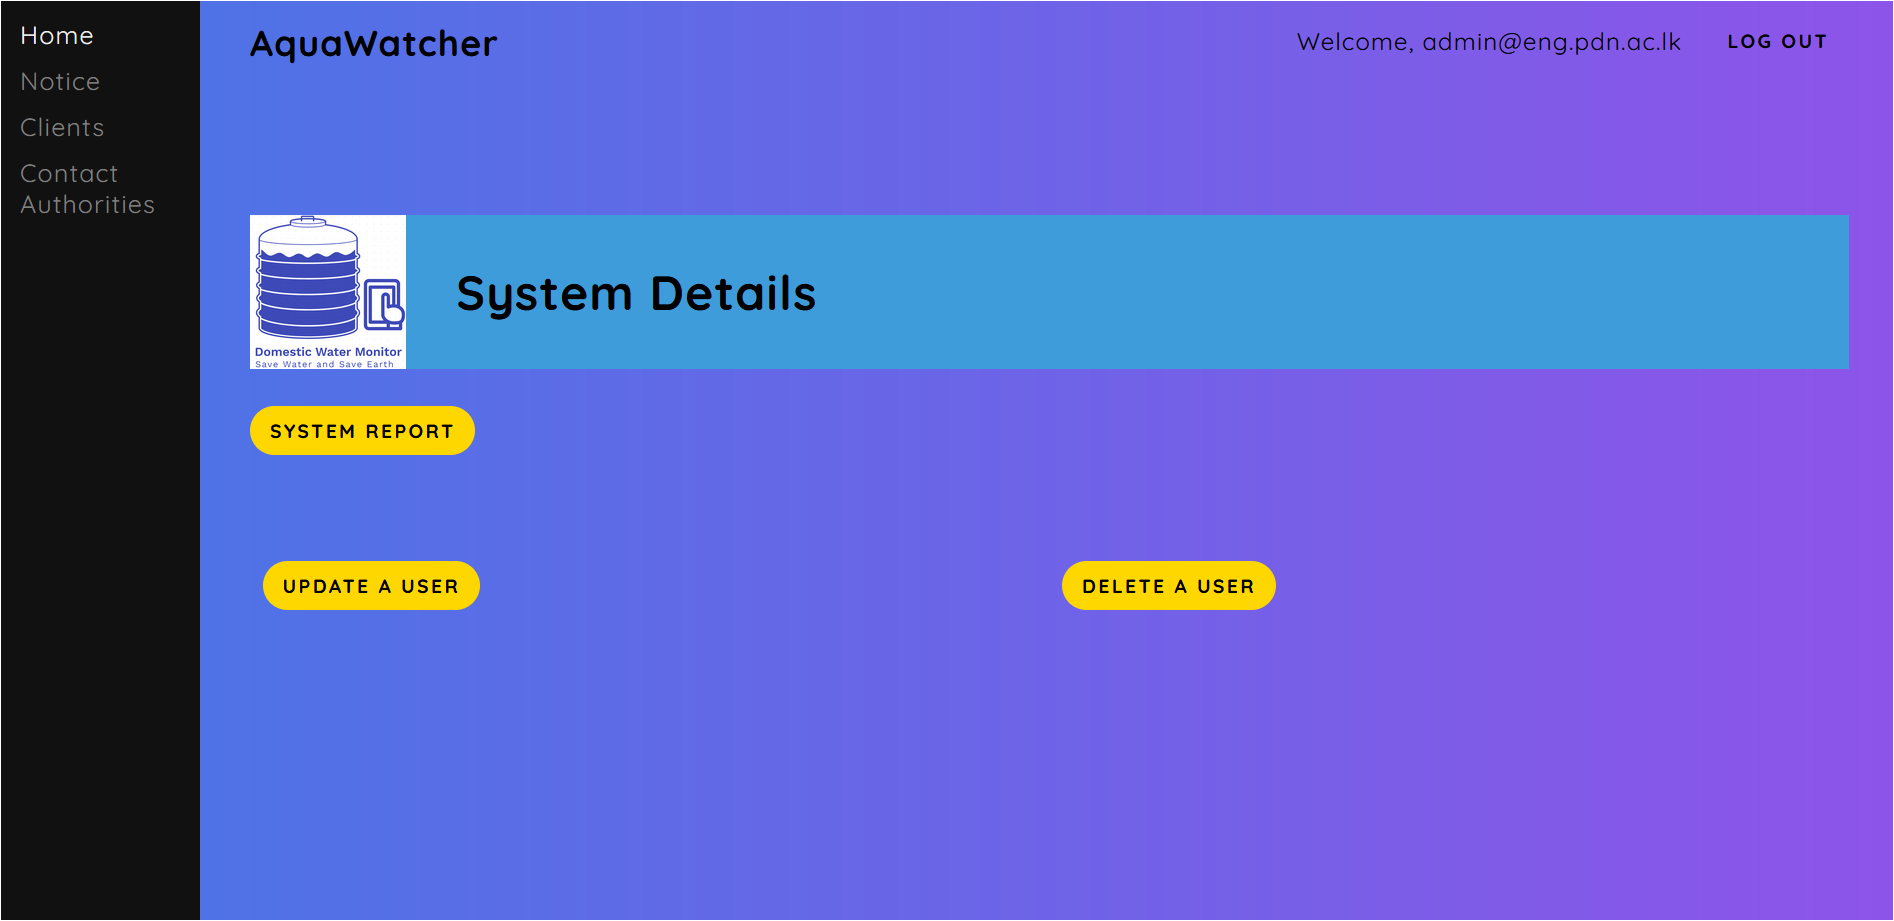 Home
Notice
Clients
Contact
Authorities
AquaWatcher
Welcome, admin@eng.pdn.ac.lk
LOG OUT
Domestic Water Monitor
Save Water and Save Earth
System Details
SYSTEM REPORT
UPDATE A USER
DELETE A USER